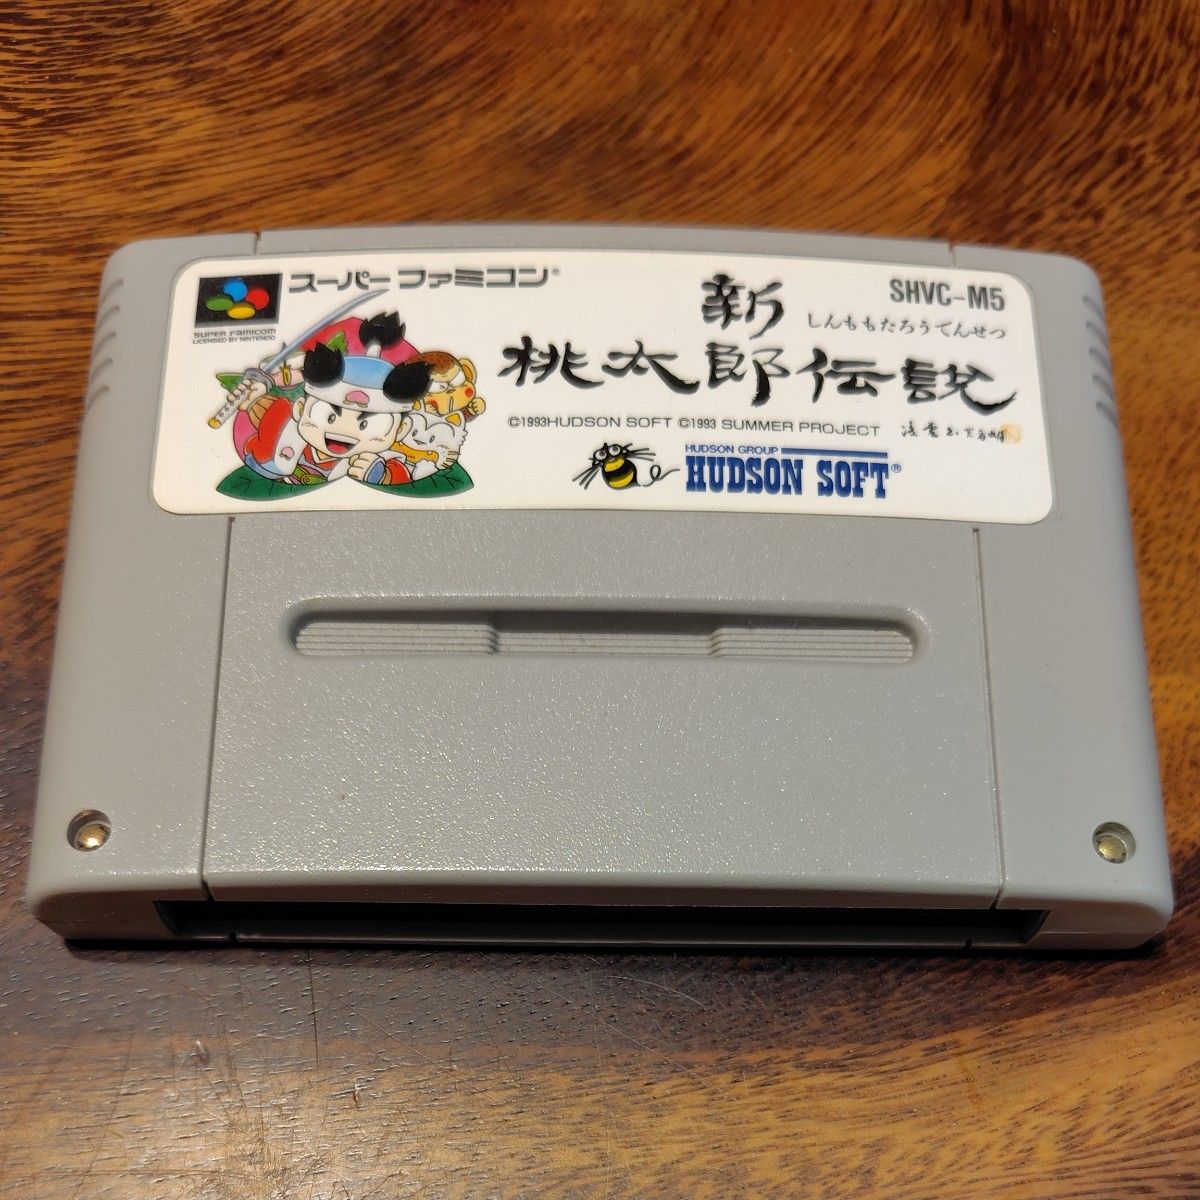 スーパーファミコン®
SUPER FAMICOM
LICENSED BY NINTENDO
SHVC-M5
新
しんももたろうでんせつ
桃太郎伝説
©1993HUDSON SOFT ©1993 SUMMER PROJECT
HUDSON GROUP
HUDSON SOFT®